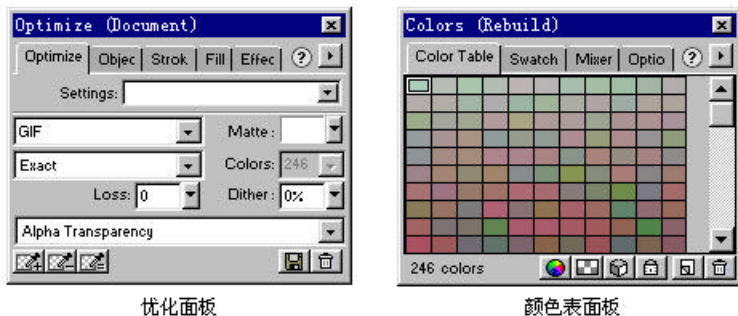 Optimize (Document)
Optimize Objec Strok Fill Effec ?
Settings:
GIF Matte:
Exact Colors: 246
Loss: 0 Dither: 0%
Alpha Transparency
优化面板
Colors (Rebuild)
Color Table Swatch Mixer Optio ?
246 colors
颜色表面板